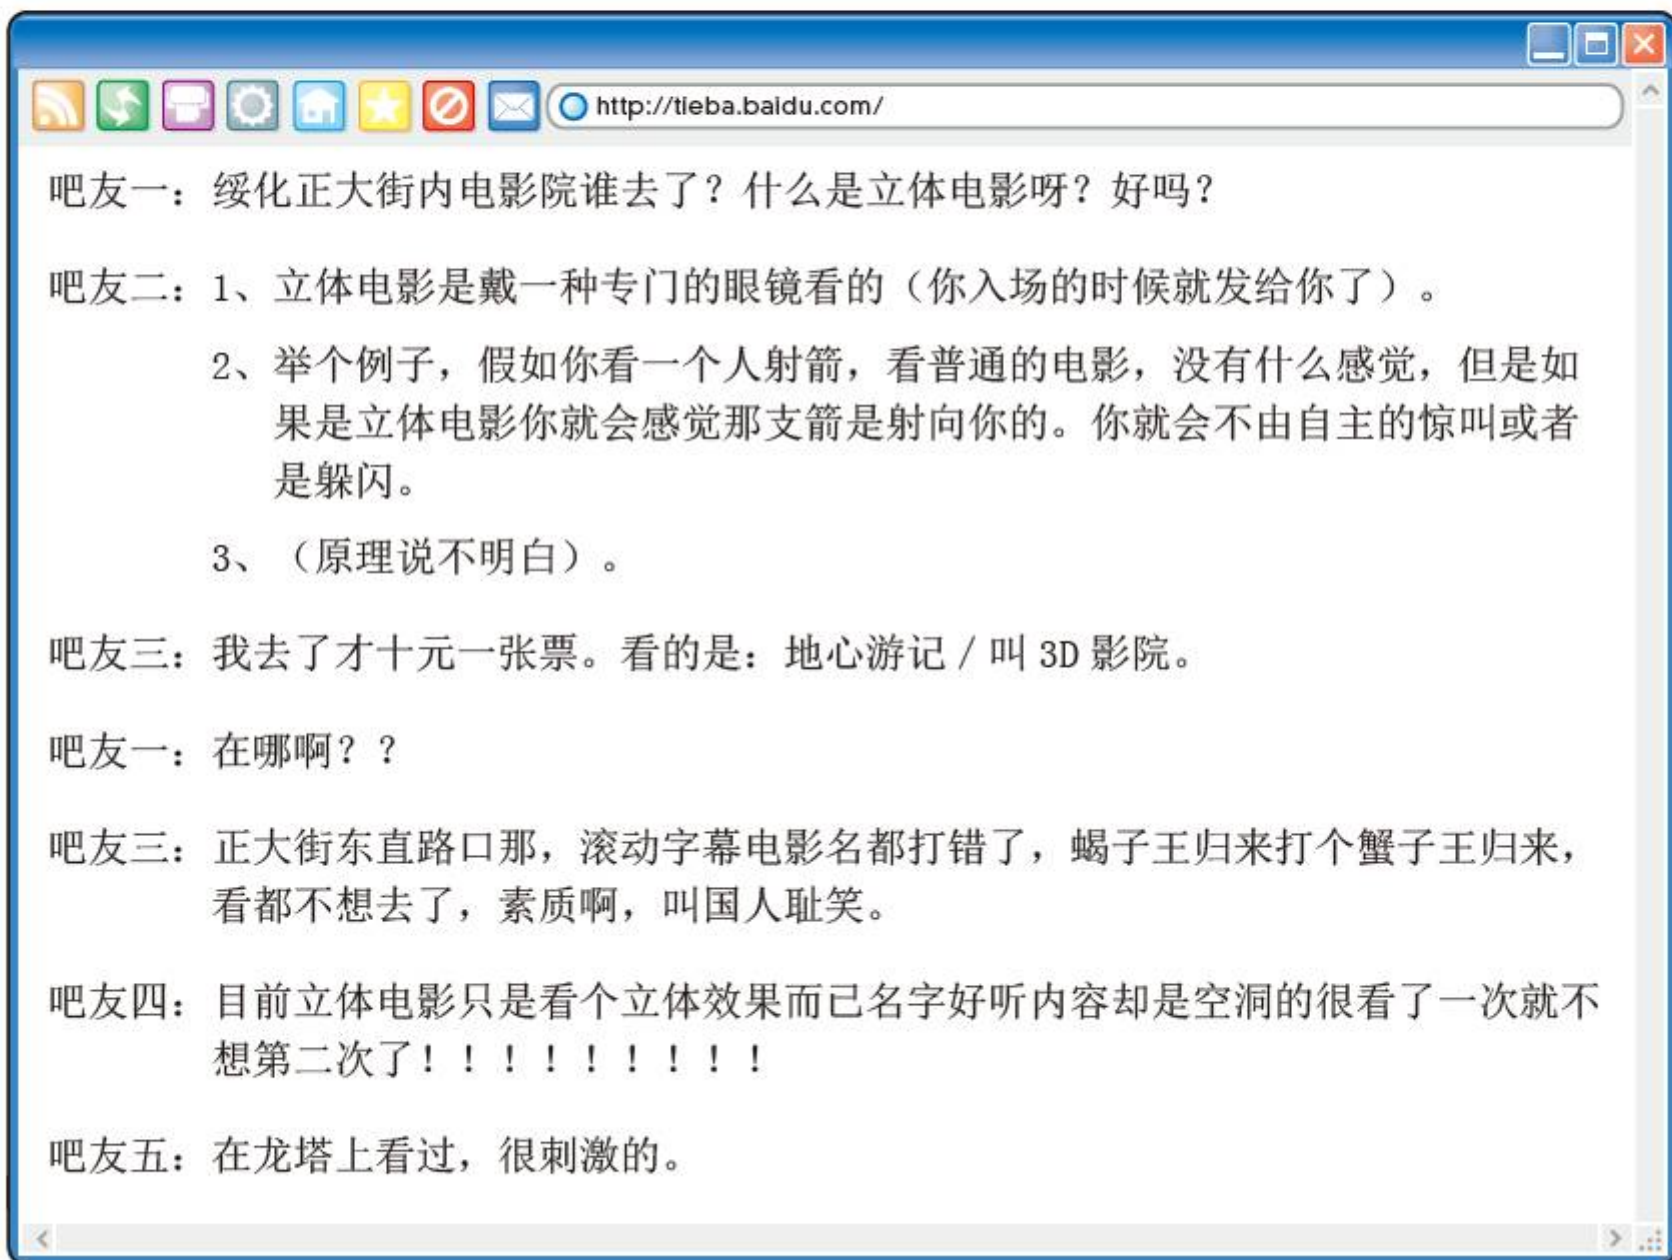 http://tieba.baidu.com/
吧友一：绥化正大街内电影院谁去了？什么是立体电影呀？好吗？
吧友二：1、立体电影是戴一种专门的眼镜看的（你入场的时候就发给你了）。
2、举个例子，假如你看一个人射箭，看普通的电影，没有什么感觉，但是如
果是立体电影你就会感觉那支箭是射向你的。你就会不由自主的惊叫或者
是躲闪。
3、（原理说不明白）。
吧友三：我去了才十元一张票。看的是：地心游记 / 叫 3D 影院。
吧友一：在哪啊？？
吧友三：正大街东直路口那，滚动字幕电影名都打错了，蝎子王归来打个蟹子王归来，
看都不想去了，素质啊，叫国人耻笑。
吧友四：目前立体电影只是看个立体效果而已名字好听内容却是空洞的很看了一次就不
想第二次了！！！！！！！！！
吧友五：在龙塔上看过，很刺激的。